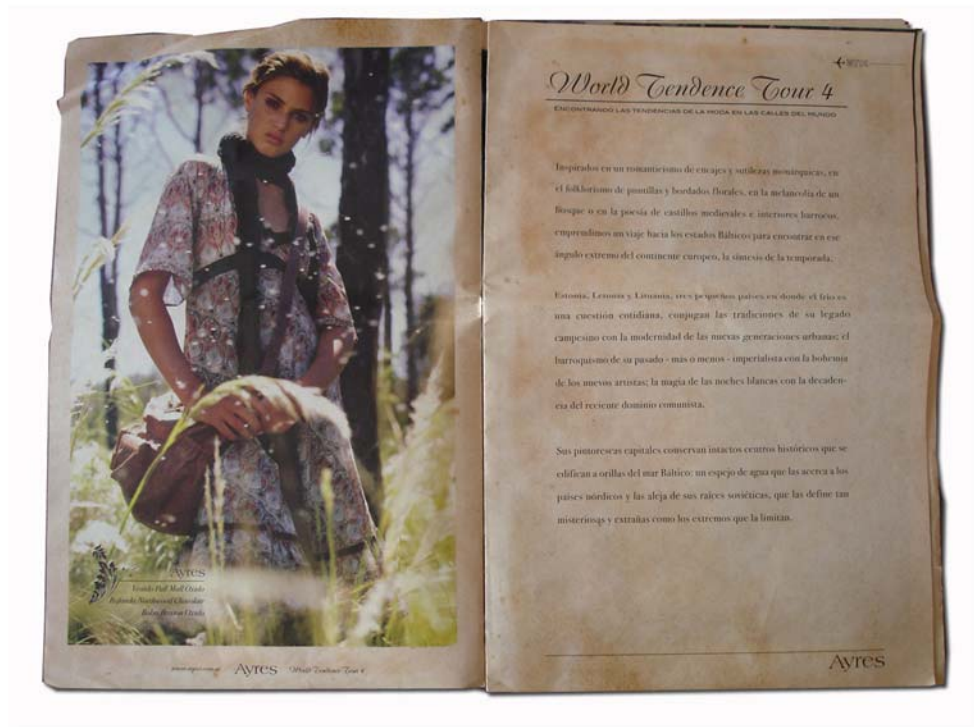 Ayres
Vestido Pall Mall Oxido
Chocolate
Oxido
Ayres World Tendence Tour 4
World Tendence Tour 4
ENCONTRANDO LAS TENDENCIAS DE LA MODA EN LAS CALLES DEL MUNDO
Inspirados en un romanticismo de encajes y sutilezas monárquicas, en
el folklorismo de puntillas y bordados florales, en la melancolía de un
Bosque o en la poesía de castillos medievales e interiores barrocos,
emprendimos un viaje hacia los estados Bálticos para encontrar en ese
ángulo extremo del continente europeo, la síntesis de la temporada.
Estonia, Letonia y Lituania, tres pequeños países en donde el frío es
una cuestión cotidiana, conjugan las tradiciones de su legado
campesino con la modernidad de las nuevas generaciones urbanas; el
barroquismo de su pasado - más o menos - imperialista con la bohemia
de los nuevos artistas; la magia de las noches blancas con la decaden-
cia del reciente dominio comunista.
Sus pintorescas capitales conservan intactos centros históricos que se
edifican a orillas del mar Báltico: un espejo de agua que las acerca a los
países nórdicos y las aleja de sus raíces soviéticas, que las define tan
misteriosas y extrañas como los extremos que la limitan.
Ayres